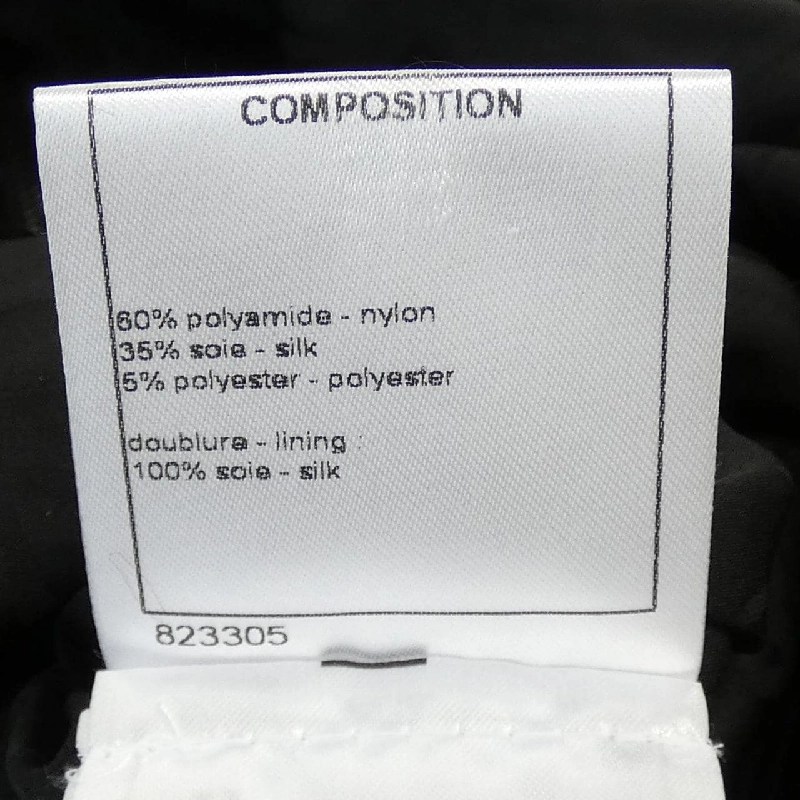 COMPOSITION
60% polyamide - nylon
35% soie - silk
5% polyester - polyester
doublure - lining :
100% soie - silk
823305